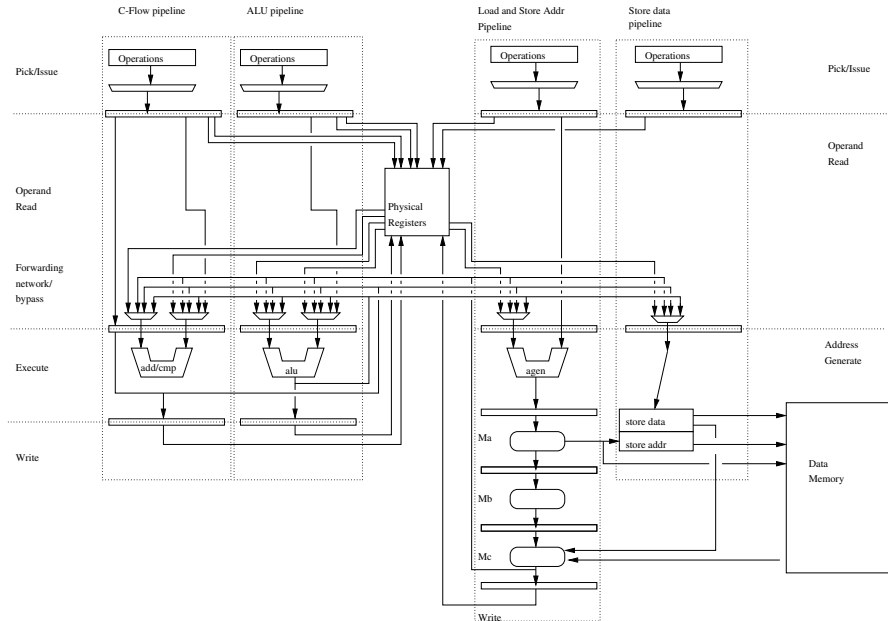 C-Flow pipeline
ALU pipeline
Load and Store Addr
Pipeline
Store data
pipeline
Operations
Operations
Operations
Operations
Pick/Issue
Pick/Issue
Operand
Read
Operand
Read
Physical
Registers
Forwarding
network/
bypass
Address
Generate
Execute
add/cmp
alu
agen
store data
store addr
Write
Ma
Data
Memory
Mb
Mc
Write